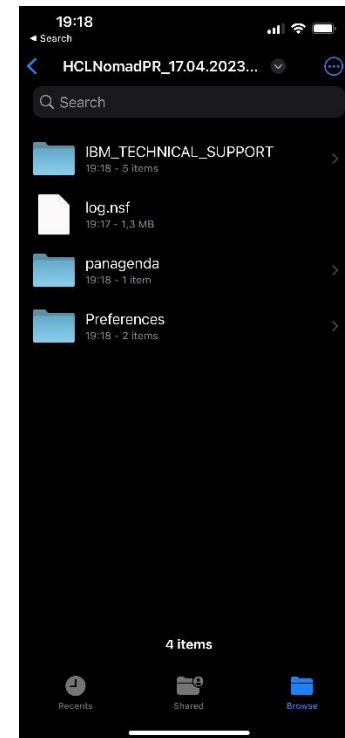 19:18
◀ Search
HCLNomadPR_17.04.2023...
Search
IBM_TECHNICAL_SUPPORT
19:18 - 5 items
log.nsf
19:17 - 1,3 MB
panagenda
19:18 - 1 item
Preferences
19:18 - 2 items
4 items
Recents
Shared
Browse